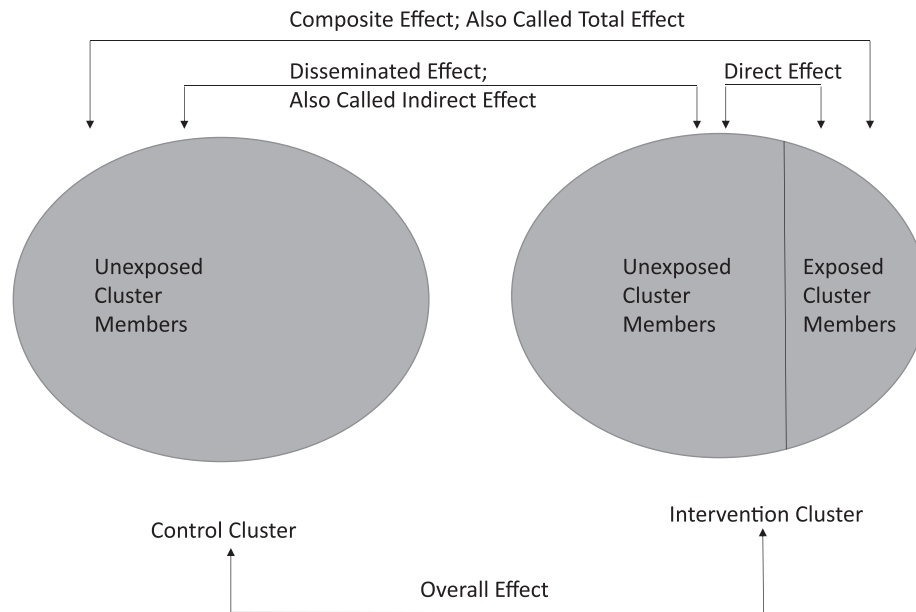 Composite Effect; Also Called Total Effect
Disseminated Effect;
Also Called Indirect Effect
Direct Effect
Unexposed
Cluster
Members
Unexposed
Cluster
Members
Exposed
Cluster
Members
Control Cluster
Intervention Cluster
Overall Effect